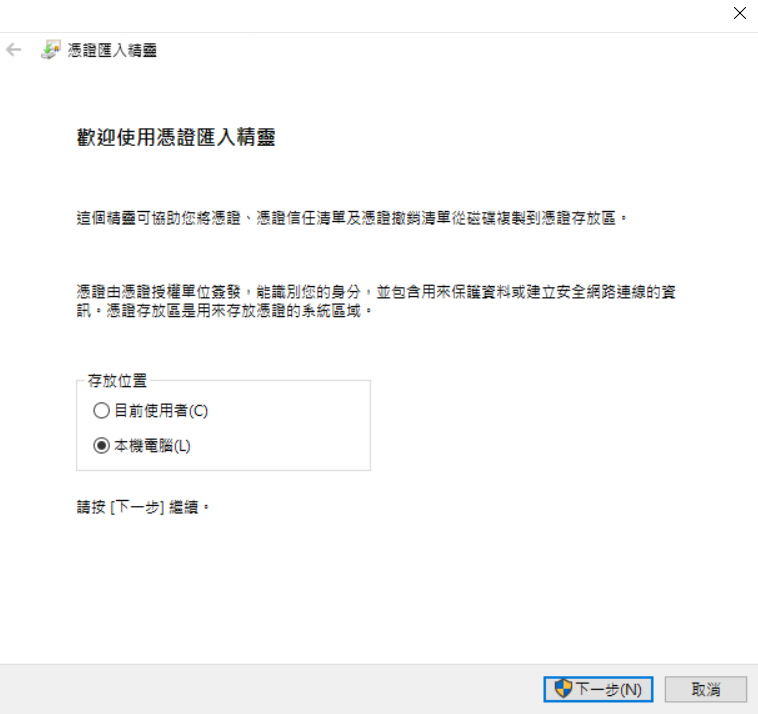 憑證匯入精靈
歡迎使用憑證匯入精靈
這個精靈可協助您將憑證、憑證信任清單及憑證撤銷清單從磁碟複製到憑證存放區。
憑證由憑證授權單位簽發，能識別您的身分，並包含用來保護資料或建立安全網路連線的資
訊。憑證存放區是用來存放憑證的系統區域。
存放位置
目前使用者(C)
本機電腦(L)
請按 [下一步] 繼續。
下一步(N)
取消